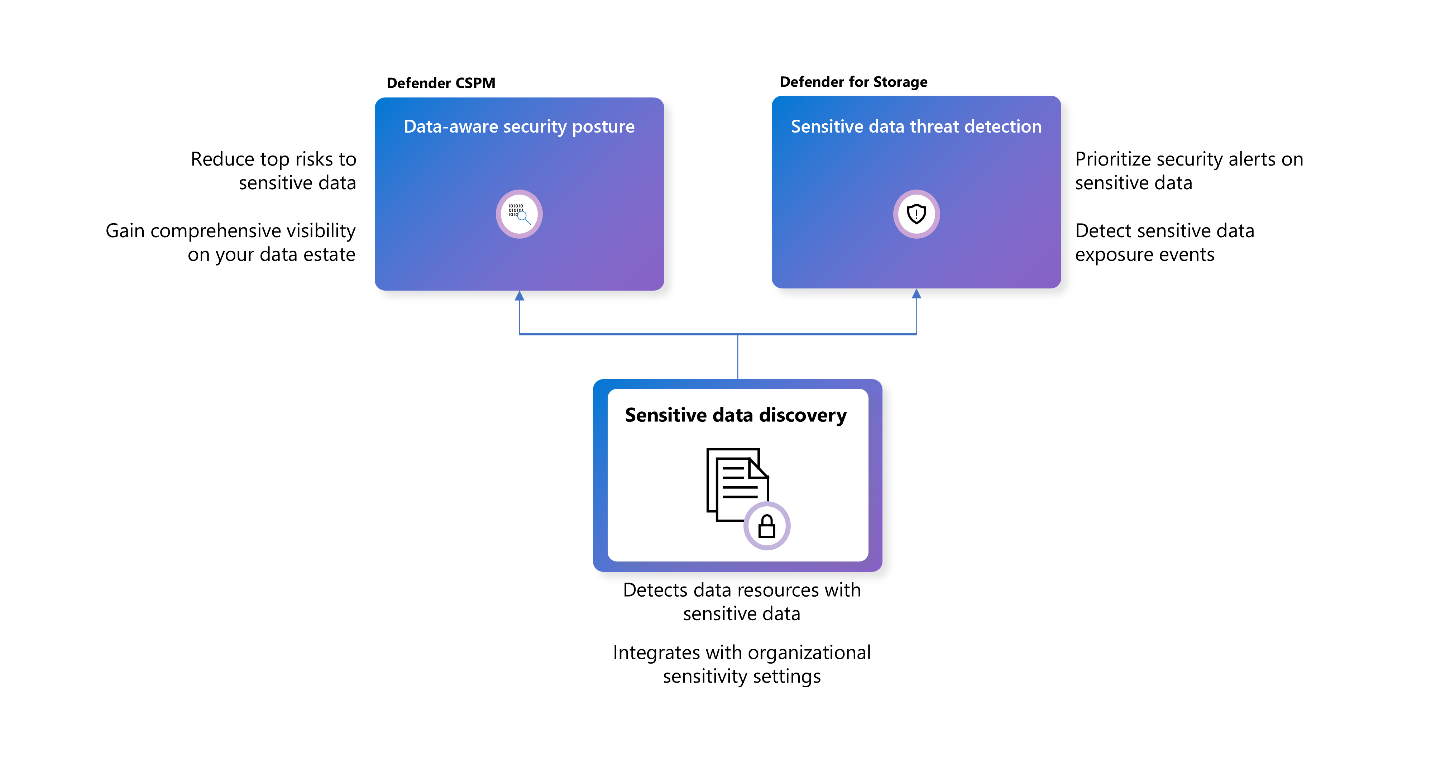 Defender CSPM
Data-aware security posture
Reduce top risks to
sensitive data
Gain comprehensive visibility
on your data estate
Defender for Storage
Sensitive data threat detection
Prioritize security alerts on
sensitive data
Detect sensitive data
exposure events
Sensitive data discovery
Detects data resources with
sensitive data
Integrates with organizational
sensitivity settings